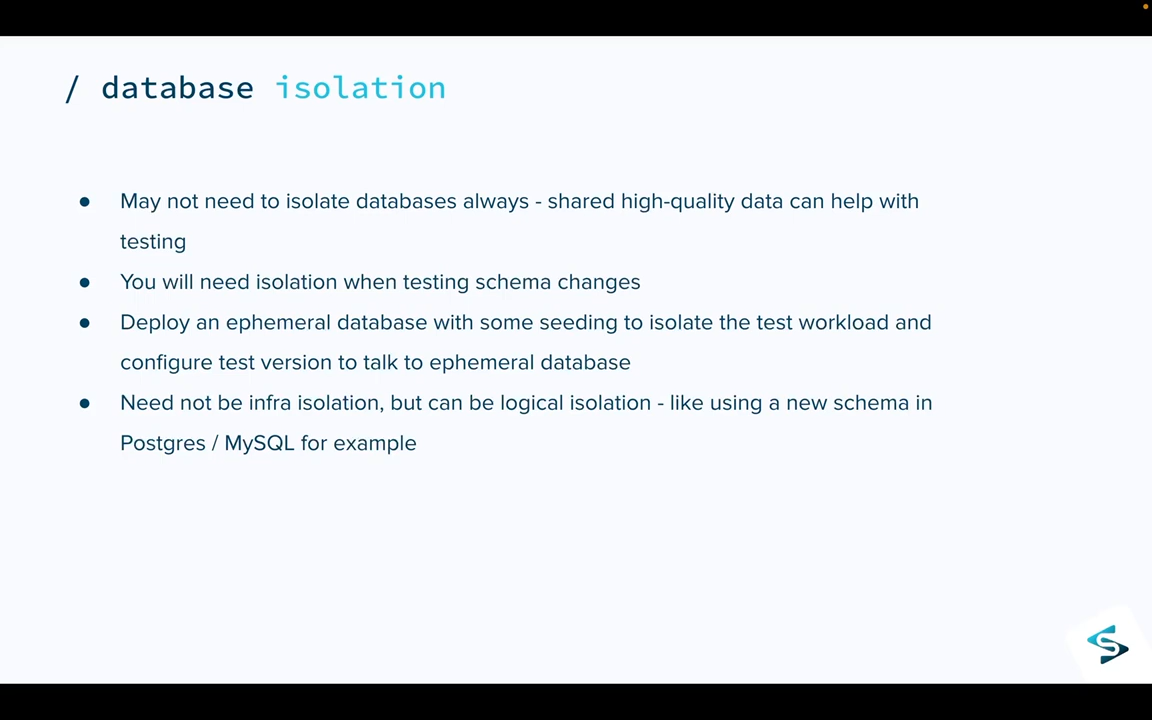 / database isolation
● May not need to isolate databases always - shared high-quality data can help with
testing
● You will need isolation when testing schema changes
● Deploy an ephemeral database with some seeding to isolate the test workload and
configure test version to talk to ephemeral database
● Need not be infra isolation, but can be logical isolation - like using a new schema in
Postgres / MySQL for example